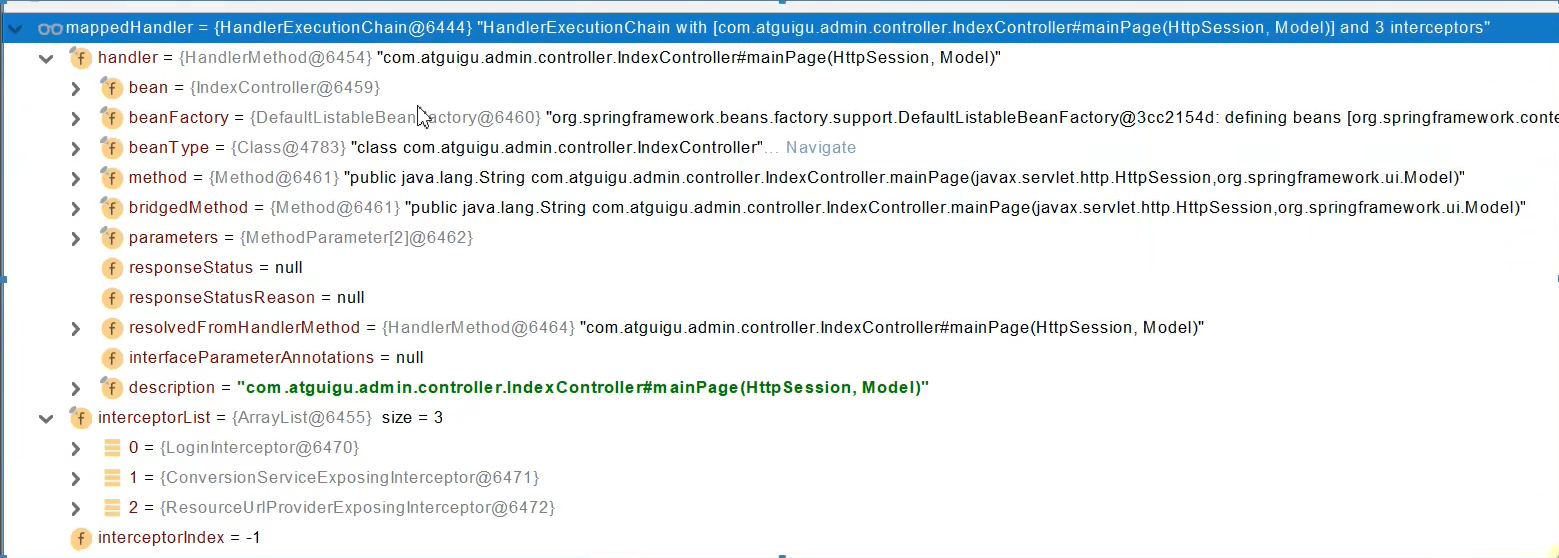 mappedHandler = {HandlerExecutionChain@6444} "HandlerExecutionChain with [com.atguigu.admin.controller.IndexController#mainPage(HttpSession, Model)] and 3 interceptors"
f handler = {HandlerMethod@6454} "com.atguigu.admin.controller.IndexController#mainPage(HttpSession, Model)"
f bean = {IndexController@6459}
f beanFactory = {DefaultListableBeanFactory@6460} "org.springframework.beans.factory.support.DefaultListableBeanFactory@3cc2154d: defining beans [org.springframework.conte
f beanType = {Class@4783} "class com.atguigu.admin.controller.IndexController"... Navigate
f method = {Method@6461} "public java.lang.String com.atguigu.admin.controller.IndexController.mainPage(javax.servlet.http.HttpSession,org.springframework.ui.Model)"
f bridgedMethod = {Method@6461} "public java.lang.String com.atguigu.admin.controller.IndexController.mainPage(javax.servlet.http.HttpSession,org.springframework.ui.Model)"
f parameters = {MethodParameter[2]@6462}
f responseStatus = null
f responseStatusReason = null
f resolvedFromHandlerMethod = {HandlerMethod@6464} "com.atguigu.admin.controller.IndexController#mainPage(HttpSession, Model)"
f interfaceParameterAnnotations = null
f description = "com.atguigu.admin.controller.IndexController#mainPage(HttpSession, Model)"
f interceptorList = {ArrayList@6455} size = 3
0 = {LoginInterceptor@6470}
1 = {ConversionServiceExposingInterceptor@6471}
2 = {ResourceUrlProviderExposingInterceptor@6472}
f interceptorIndex = -1